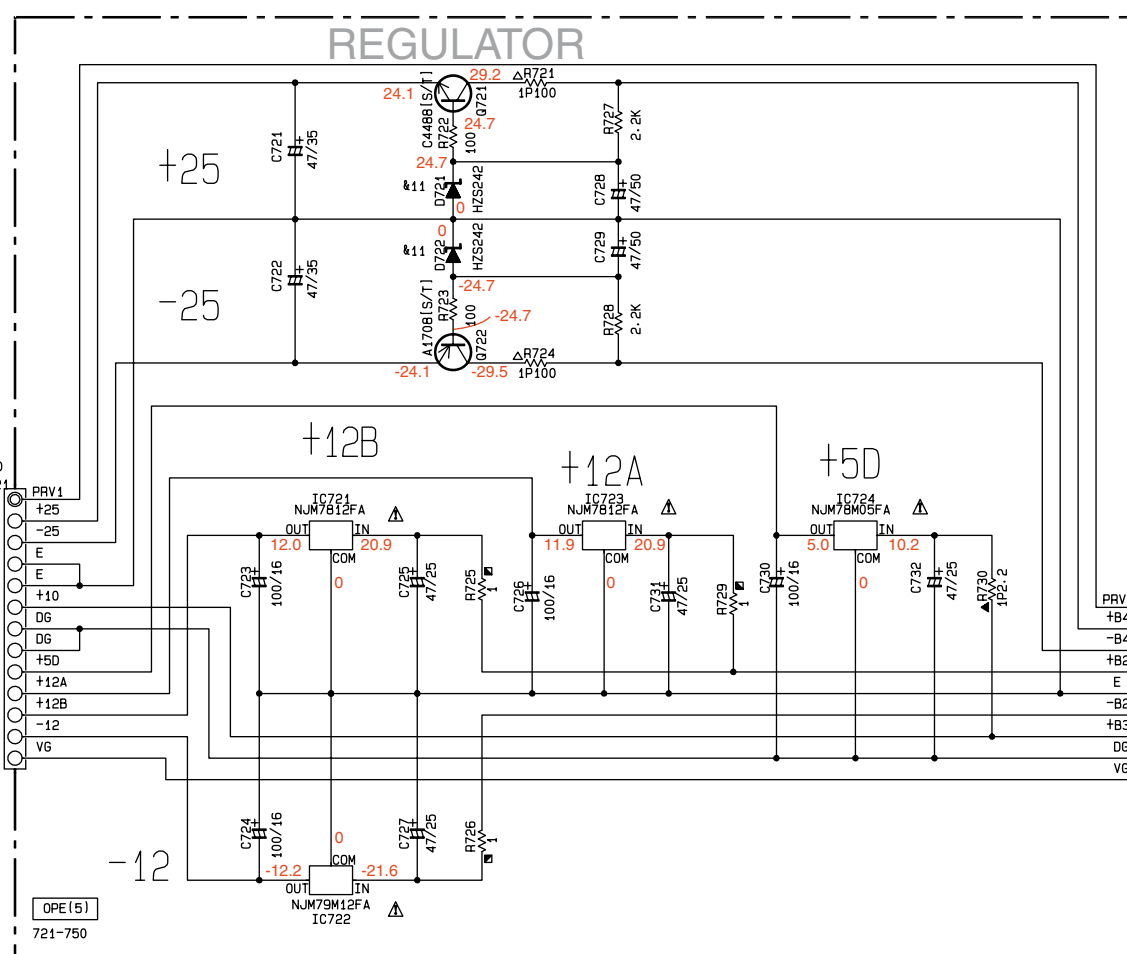 REGULATOR
29.2
R721
1P100
24.1
C4488[S/T]
Q721
24.7
R722
100
24.7
R727
2.2K
C721
47/35
+25
&11
D721
HZS242
0
C728
47/50
0
&11
D722
HZS242
C729
47/50
C722
47/35
-25
-24.7
R723
100
-24.7
A1708[S/T]
Q722
R728
2.2K
R724
1P100
-24.1
-29.5
+12B
+12A
+5D
PRV1
+25
-25
E
E
+10
DG
DG
+5D
+12A
+12B
-12
VG
IC721
NJM7812FA
OUT
IN
12.0
20.9
COM
0
C723
100/16
C725
47/25
R725
1
IC723
NJM7812FA
OUT
IN
11.9
20.9
COM
0
C726
100/16
C731
47/25
R729
1
IC724
NJM78M05FA
OUT
IN
5.0
10.2
COM
0
C730
100/16
C732
47/25
R730
1P2.2
PRV
+B4
-B4
+B2
E
-B2
+B3
DG
VG
C724
100/16
C727
47/25
R726
1
0
COM
-12
-12.2
-21.6
OUT
IN
NJM79M12FA
IC722
OPE(5)
721-750